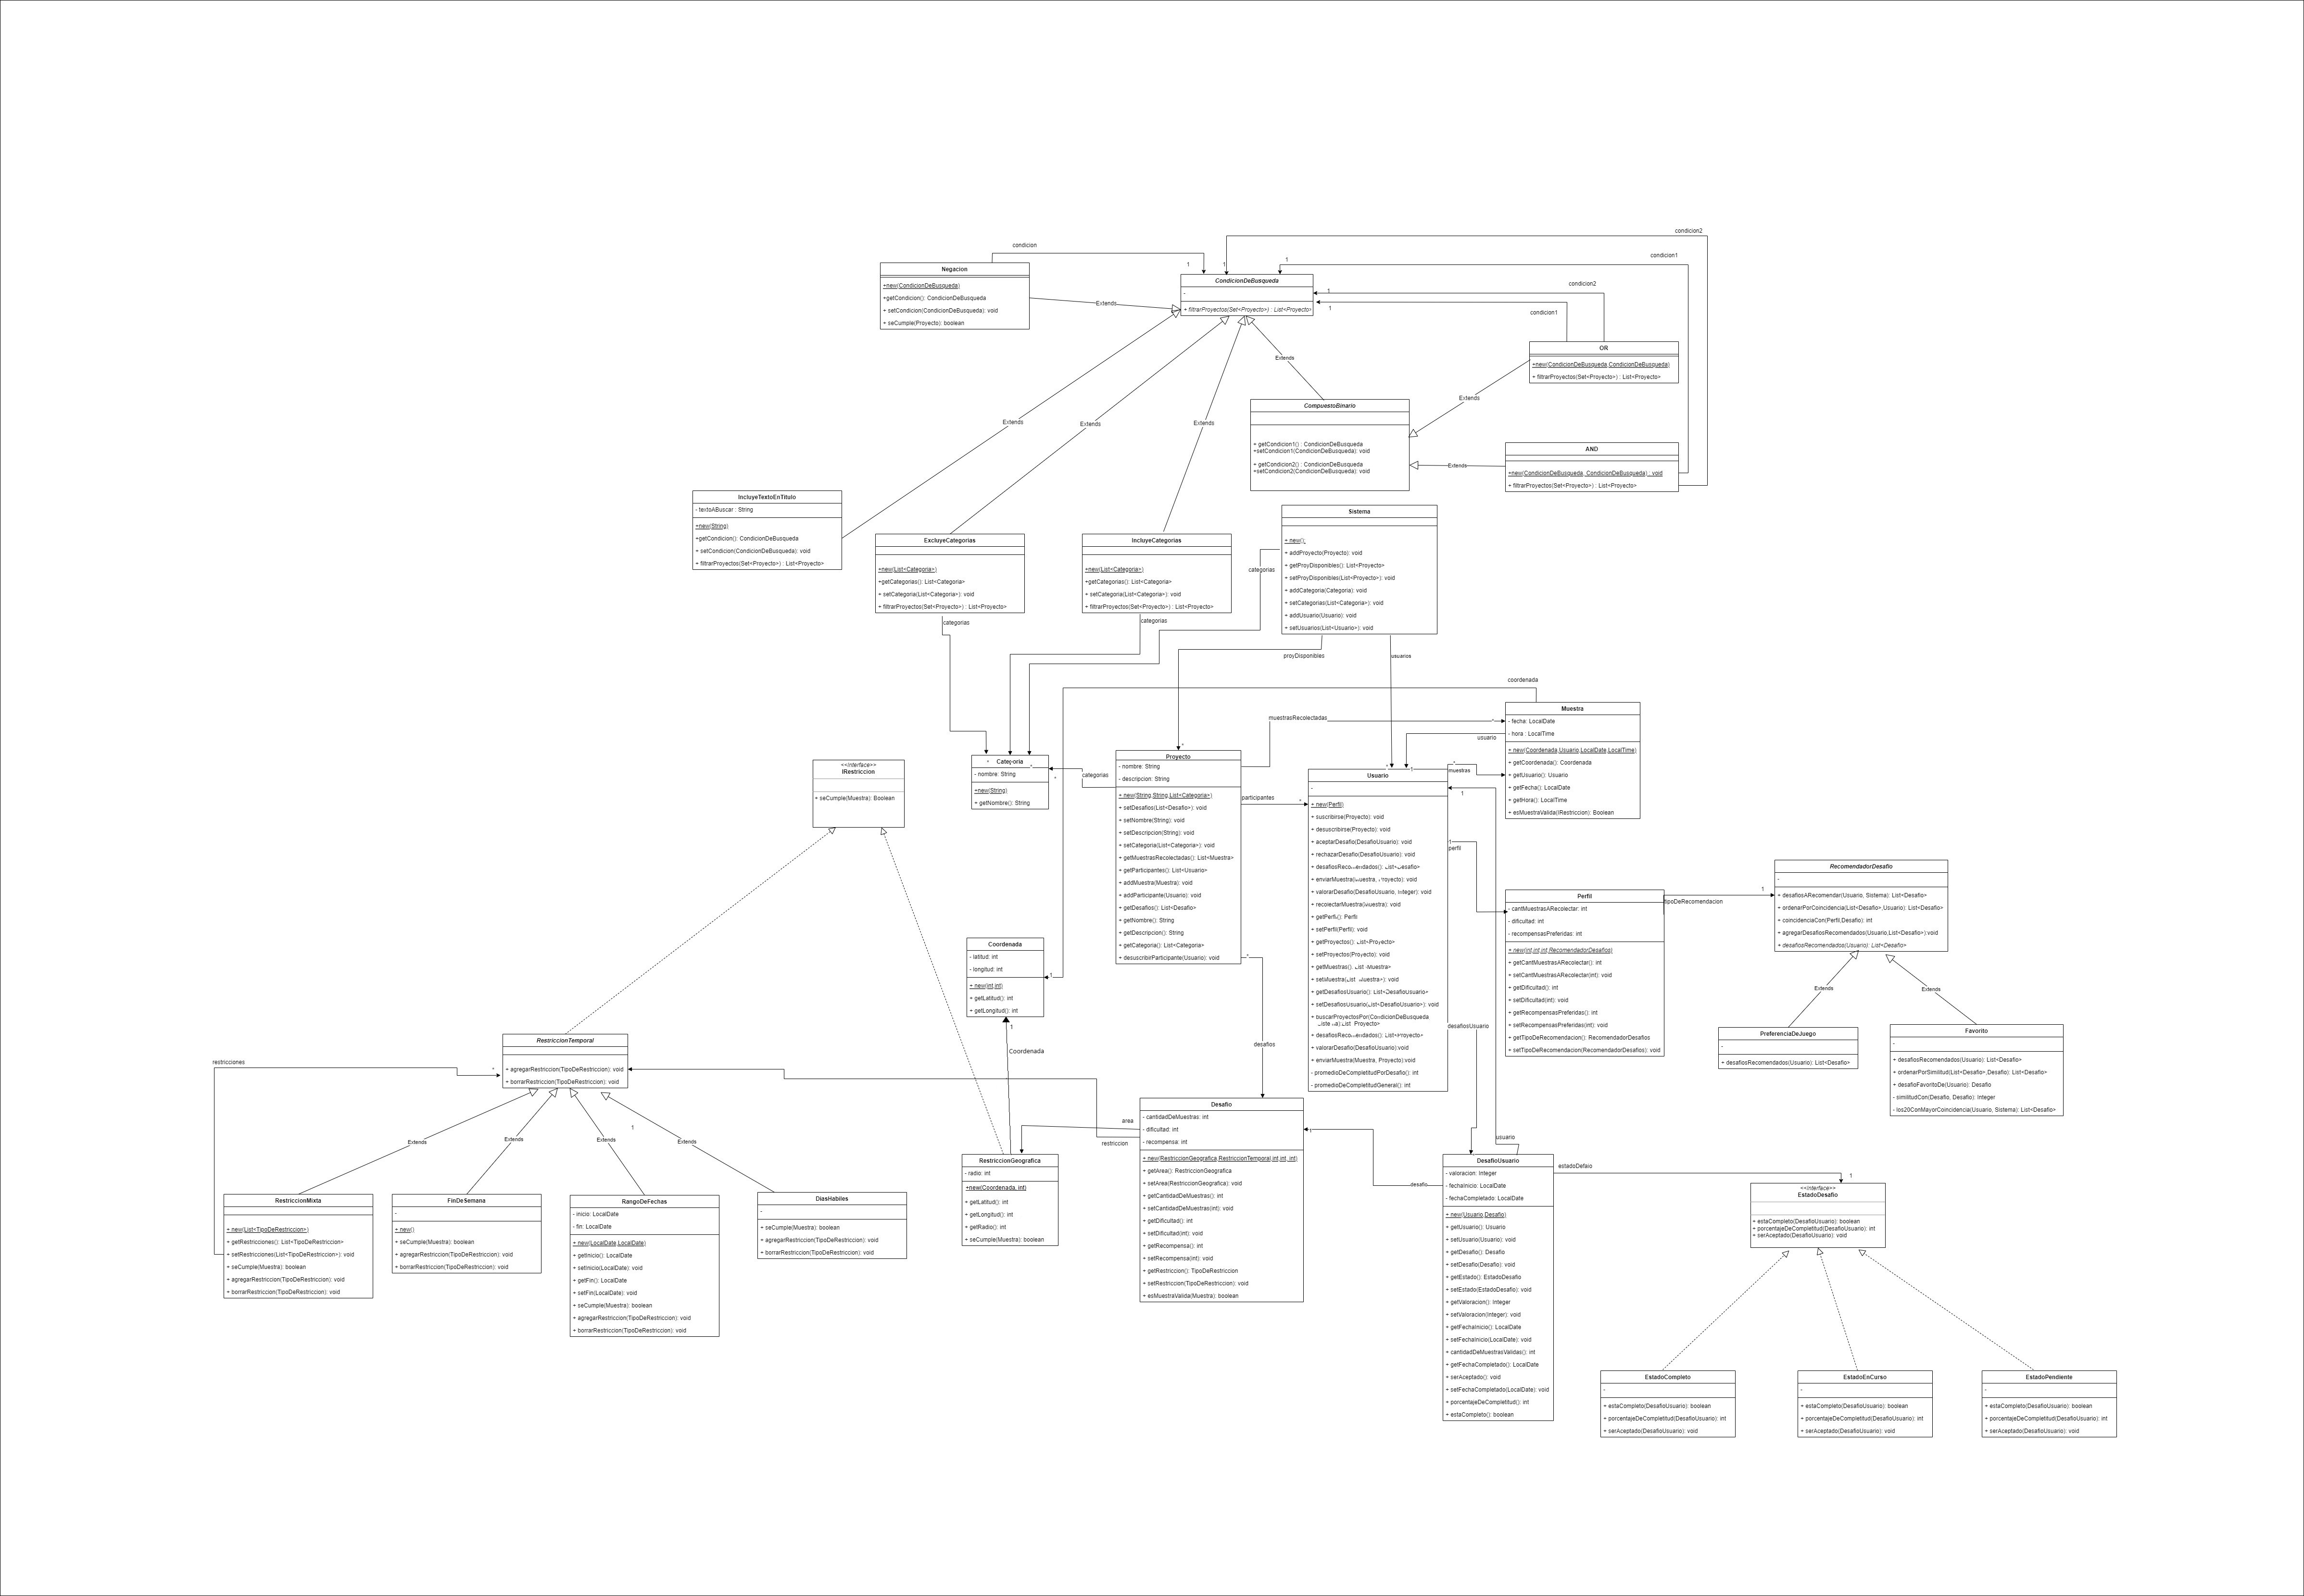 condicion2
condicion
condicion1
1
1
1
Negacion
+new(CondicionDeBusqueda)
+getCondicion(): CondicionDeBusqueda
+ setCondicion(CondicionDeBusqueda): void
+ seCumple(Proyecto): boolean
Extends
CondicionDeBusqueda
-
+ filtrarProyectos(Set<Proyecto>) : List<Proyecto>
condicion2
1
1
condicion1
OR
+new(CondicionDeBusqueda,CondicionDeBusqueda)
+ filtrarProyectos(Set<Proyecto>) : List<Proyecto>
Extends
Extends
Extends
Extends
Extends
CompuestoBinario
+ getCondicion1() : CondicionDeBusqueda
+setCondicion1(CondicionDeBusqueda): void
+ getCondicion2() : CondicionDeBusqueda
+setCondicion2(CondicionDeBusqueda): void
Extends
AND
+new(CondicionDeBusqueda, CondicionDeBusqueda) : void
+ filtrarProyectos(Set<Proyecto>) : List<Proyecto>
IncluyeTextoEnTitulo
- textoABuscar : String
+new(String)
+getCondicion(): CondicionDeBusqueda
+ setCondicion(CondicionDeBusqueda): void
+ filtrarProyectos(Set<Proyecto>) : List<Proyecto>
ExcluyeCategorias
+new(List<Categoria>)
+getCategorias(): List<Categoria>
+ setCategoria(List<Categoria>): void
+ filtrarProyectos(Set<Proyecto>) : List<Proyecto>
categorias
IncluyeCategorias
+new(List<Categoria>)
+getCategorias(): List<Categoria>
+ setCategoria(List<Categoria>): void
+ filtrarProyectos(Set<Proyecto>) : List<Proyecto>
categorias
Sistema
+ new():
+ addProyecto(Proyecto): void
+ getProyDisponibles(): List<Proyecto>
+ setProyDisponibles(List<Proyecto>): void
+ addCategoria(Categoria): void
+ setCategorias(List<Categoria>): void
+ addUsuario(Usuario): void
+ setUsuarios(List<Usuario>): void
categorias
proyDisponibles
usuarios
coordenada
muestrasRecolectadas
*
usuario
Muestra
- fecha: LocalDate
- hora : LocalTime
+ new(Coordenada,Usuario,LocalDate,LocalTime)
+ getCoordenada(): Coordenada
+ getUsuario(): Usuario
+ getFecha(): LocalDate
+ getHora(): LocalTime
+ esMuestraValida(IRestriccion): Boolean
<<interface>>
IRestriccion
+ seCumple(Muestra): Boolean
Categoria
- nombre: String
+new(String)
+ getNombre(): String
*
*
*
categorias
*
Proyecto
- nombre: String
- descripcion: String
+ new(String,String,List<Categoria>)
+ setDesafios(List<Desafio>): void
+ setNombre(String): void
+ setDescripcion(String): void
+ setCategoria(List<Categoria>): void
+ getMuestrasRecolectadas(): List<Muestra>
+ getParticipantes(): List<Usuario>
+ addMuestra(Muestra): void
+ addParticipante(Usuario): void
+ getDesafios(): List<Desafio>
+ getNombre(): String
+ getDescripcion(): String
+ getCategoria(): List<Categoria>
+ desuscribirParticipante(Usuario): void
participantes
*
*
1
Usuario
-
+ new(Perfil)
+ suscribirse(Proyecto): void
+ desuscribirse(Proyecto): void
+ aceptarDesafio(DesafioUsuario): void
+ rechazarDesafio(DesafioUsuario): void
+ desafiosRecomendados(): List<Desafio>
+ enviarMuestra(Muestra, Proyecto): void
+ valorarDesafio(DesafioUsuario, Integer): void
+ recolectarMuestra(Muestra): void
+ getPerfil(): Perfil
+ setPerfil(Perfil): void
+ getProyectos(): List<Proyecto>
+ setProyectos(Proyecto): void
+ getMuestras(): List<Muestra>
+ setMuestra(List<Muestra>): void
+ getDesafiosUsuario(): List<DesafioUsuario>
+ setDesafiosUsuario(List<DesafioUsuario>): void
+ buscarProyectosPor(CondicionDeBusqueda
+ desafiosRecomendados(): List<Proyecto>
+ valorarDesafio(DesafioUsuario):void
+ enviarMuestra(Muestra, Proyecto):void
- promedioDeCompletitudPorDesafio(): int
- promedioDeCompletitudGeneral(): int
*
muestras
1
1
perfil
Perfil
- cantMuestrasARecolectar: int
- dificultad: int
- recompensasPreferidas: int
+ new(int,int,int,RecomendadorDesafios)
+ getCantMuestrasARecolectar(): int
+ setCantMuestrasARecolectar(int): void
+ getDificultad(): int
+ setDificultad(int): void
+ getRecompensasPreferidas(): int
+ setRecompensasPreferidas(int): void
+ getTipoDeRecomendacion(): RecomendadorDesafios
+ setTipoDeRecomendacion(RecomendadorDesafios): void
1
tipoDeRecomendacion
RecomendadorDesafio
-
+ desafiosARecomendar(Usuario, Sistema): List<Desafio>
+ ordenarPorCoincidencia(List<Desafio>,Usuario): List<Desafio>
+ coincidenciaCon(Perfil,Desafio): int
+ agregarDesafiosRecomendados(Usuario,List<Desafio>):void
+ desafiosRecomendados(Usuario): List<Desafio>
Extends
Extends
PreferenciaDeJuego
-
+ desafiosRecomendados(Usuario): List<Desafio>
Favorito
-
+ desafiosRecomendados(Usuario): List<Desafio>
+ ordenarPorSimilitud(List<Desafio>,Desafio): List<Desafio>
+ desafioFavoritoDe(Usuario): Desafio
- similitudCon(Desafio, Desafio): Integer
- los20ConMayorCoincidencia(Usuario, Sistema): List<Desafio>
Coordenada
- latitud: int
- longitud: int
+ new(int,int)
+ getLatitud(): int
+ getLongitud(): int
1
1
Coordenada
*
desafios
desafiosUsuario
restricciones
*
RestriccionTemporal
+ agregarRestriccion(TipoDeRestriccion): void
+ borrarRestriccion(TipoDeRestriccion): void
1
Extends
Extends
Extends
Extends
RestriccionMixta
+ new(List<TipoDeRestriccion>)
+ getRestricciones(): List<TipoDeRestriccion>
+ setRestricciones(List<TipoDeRestriccion>): void
+ seCumple(Muestra): boolean
+ agregarRestriccion(TipoDeRestriccion): void
+ borrarRestriccion(TipoDeRestriccion): void
FinDeSemana
-
+ new()
+ seCumple(Muestra): boolean
+ agregarRestriccion(TipoDeRestriccion): void
+ borrarRestriccion(TipoDeRestriccion): void
RangoDeFechas
- inicio: LocalDate
- fin: LocalDate
+ new(LocalDate,LocalDate)
+ getInicio(): LocalDate
+ setInicio(LocalDate): void
+ getFin(): LocalDate
+ setFin(LocalDate): void
+ seCumple(Muestra): boolean
+ agregarRestriccion(TipoDeRestriccion): void
+ borrarRestriccion(TipoDeRestriccion): void
DiasHabiles
-
+ seCumple(Muestra): boolean
+ agregarRestriccion(TipoDeRestriccion): void
+ borrarRestriccion(TipoDeRestriccion): void
RestriccionGeografica
- radio: int
+new(Coordenada, int)
+ getLatitud(): int
+ getLongitud(): int
+ getRadio(): int
+ seCumple(Muestra): boolean
area
restriccion
Desafio
- cantidadDeMuestras: int
- dificultad: int
- recompensa: int
+ new(RestriccionGeografica,RestriccionTemporal,int,int, int)
+ getArea(): RestriccionGeografica
+ setArea(RestriccionGeografica): void
+ getCantidadDeMuestras(): int
+ setCantidadDeMuestras(int): void
+ getDificultad(): int
+ setDificultad(int): void
+ getRecompensa(): int
+ setRecompensa(int): void
+ getRestriccion(): TipoDeRestriccion
+ setRestriccion(TipoDeRestriccion): void
+ esMuestraValida(Muestra): boolean
1
desafio
usuario
DesafioUsuario
- valoracion: Integer
- fechaInicio: LocalDate
- fechaCompletado: LocalDate
+ new(Usuario,Desafio)
+ getUsuario(): Usuario
+ setUsuario(Usuario): void
+ getDesafio(): Desafio
+ setDesafio(Desafio): void
+ getEstado(): EstadoDesafio
+ setEstado(EstadoDesafio): void
+ getValoracion(): Integer
+ setValoracion(Integer): void
+ getFechaInicio(): LocalDate
+ setFechaInicio(LocalDate): void
+ cantidadDeMuestrasValidas(): int
+ getFechaCompletado(): LocalDate
+ serAceptado(): void
+ setFechaCompletado(LocalDate): void
+ porcentajeDeCompletitud(): int
+ estaCompleto(): boolean
estadoDefaio
1
<<interface>>
EstadoDesafio
+ estaCompleto(DesafioUsuario): boolean
+ porcentajeDeCompletitud(DesafioUsuario): int
+ serAceptado(DesafioUsuario): void
EstadoCompleto
-
+ estaCompleto(DesafioUsuario): boolean
+ porcentajeDeCompletitud(DesafioUsuario): int
+ serAceptado(DesafioUsuario): void
EstadoEnCurso
-
+ estaCompleto(DesafioUsuario): boolean
+ porcentajeDeCompletitud(DesafioUsuario): int
+ serAceptado(DesafioUsuario): void
EstadoPendiente
-
+ estaCompleto(DesafioUsuario): boolean
+ porcentajeDeCompletitud(DesafioUsuario): int
+ serAceptado(DesafioUsuario): void